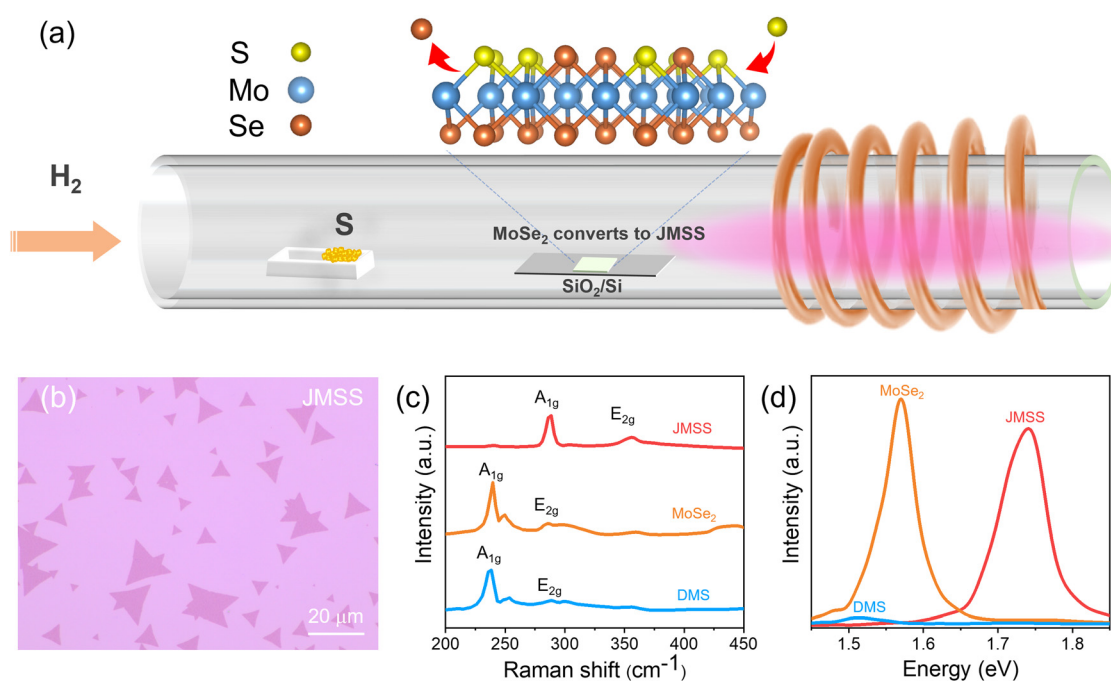 (a)
S
Mo
Se
H₂
S
MoSe₂ converts to JMSS
SiO₂/Si
(b)
JMSS
20 μm
(c)
A₁g
E₂g
JMSS
A₁g
E₂g
MoSe₂
A₁g
E₂g
DMS
Intensity (a.u.)
200 250 300 350 400 450
Raman shift (cm⁻¹)
(d)
MoSe₂
JMSS
DMS
Intensity (a.u.)
1.5 1.6 1.7 1.8
Energy (eV)